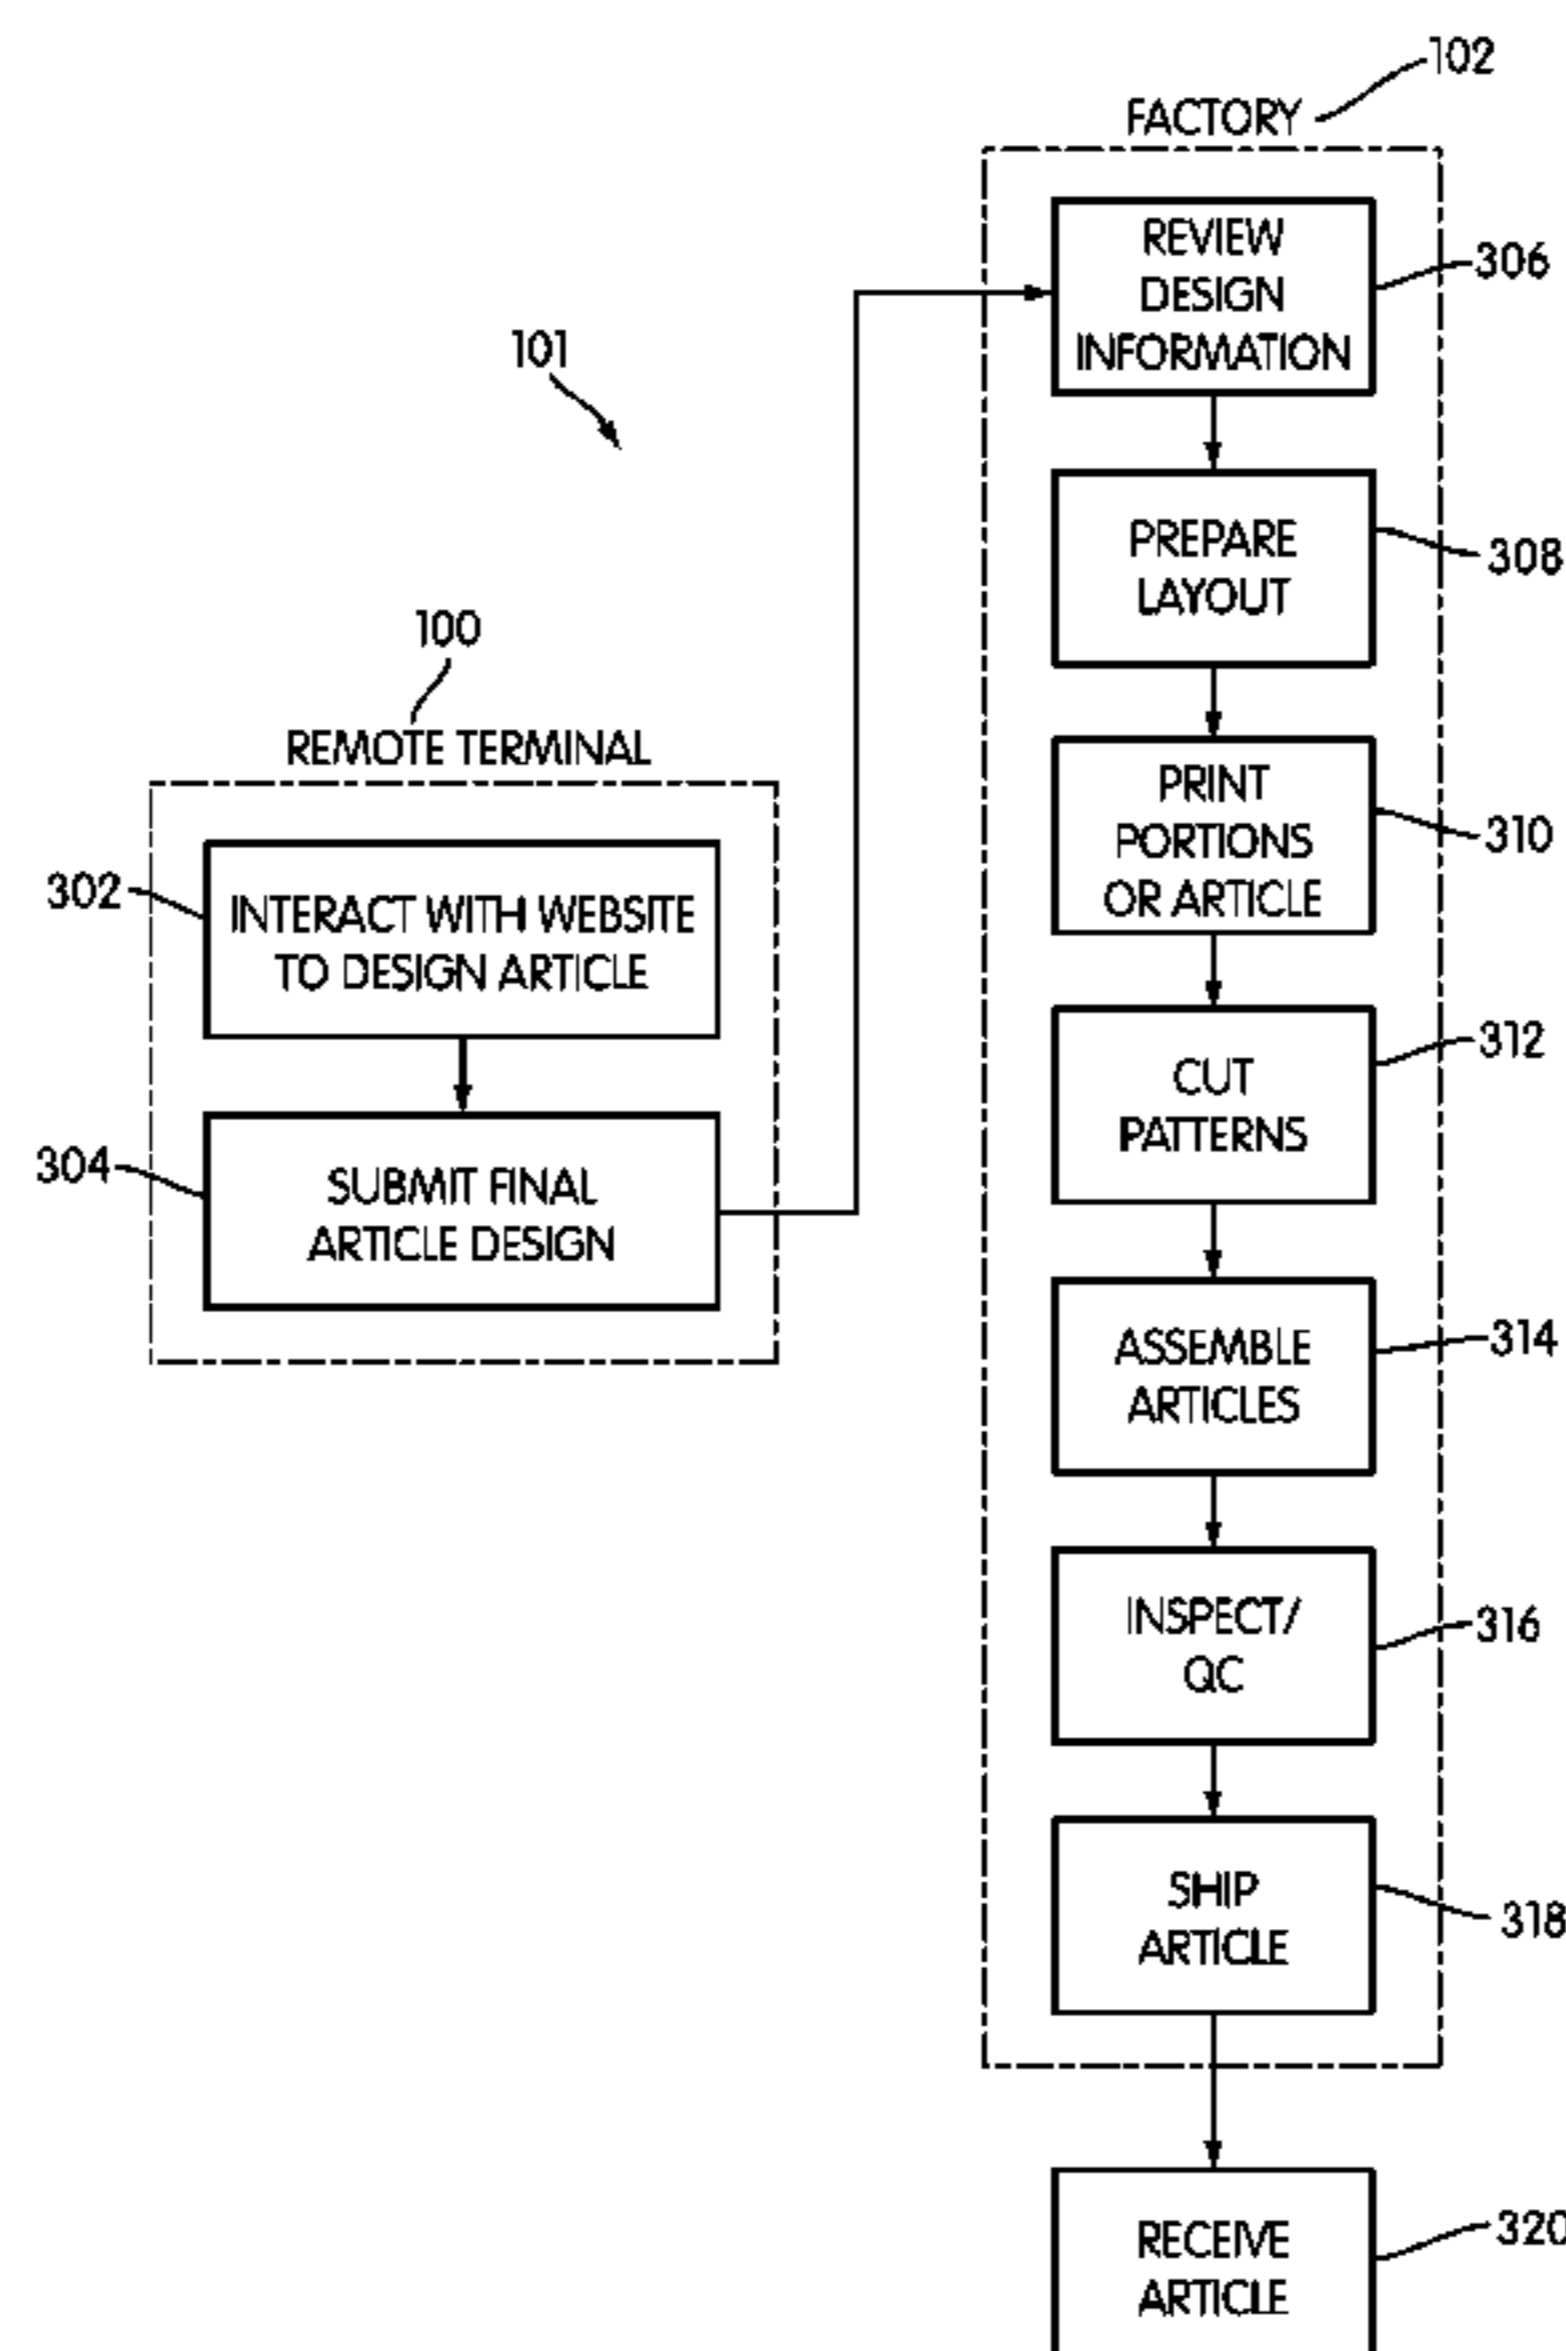 102
FACTORY
REVIEW
DESIGN
INFORMATION
306
101
PREPARE
LAYOUT
308
100
REMOTE TERMINAL
PRINT
PORTIONS
OR ARTICLE
310
302
INTERACT WITH WEBSITE
TO DESIGN ARTICLE
CUT
PATTERNS
312
304
SUBMIT FINAL
ARTICLE DESIGN
ASSEMBLE
ARTICLES
314
INSPECT/
QC
316
SHIP
ARTICLE
318
RECEIVE
ARTICLE
320